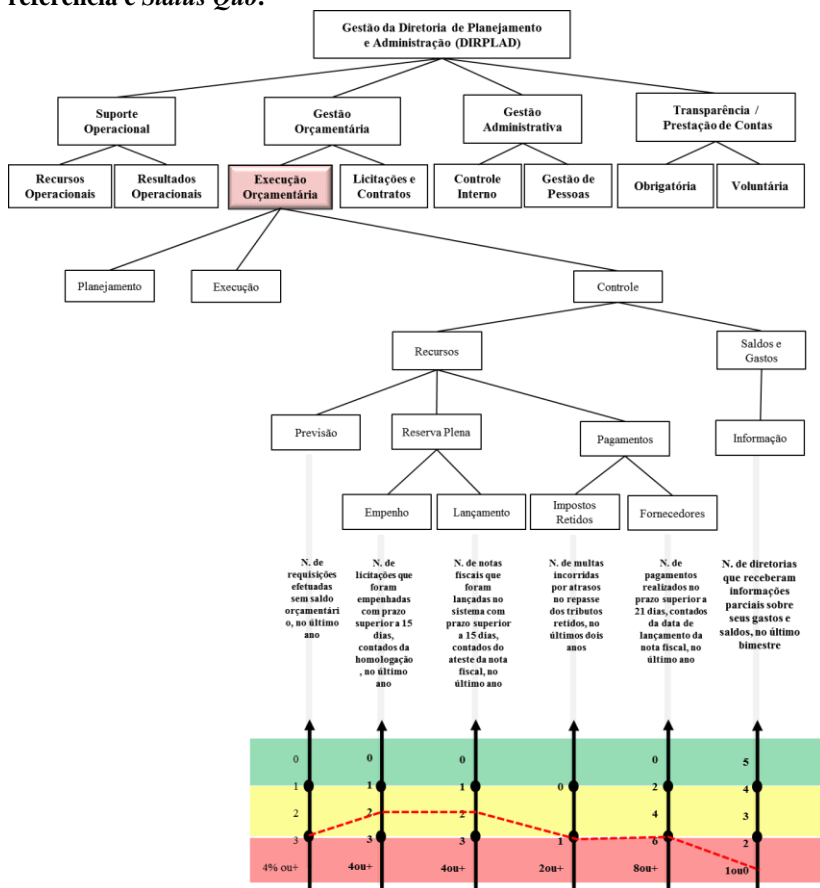 referência e Status Quo.
Gestão da Diretoria de Planejamento
e Administração (DIRPLAD)
Suporte
Operacional
Gestão
Orçamentária
Gestão
Administrativa
Transparência /
Prestação de Contas
Recursos
Operacionais
Resultados
Operacionais
Execução
Orçamentária
Licitações e
Contratos
Controle
Interno
Gestão de
Pessoas
Obrigatória
Voluntária
Planejamento
Execução
Controle
Recursos
Saldos e
Gastos
Previsão
Reserva Plena
Pagamentos
Informação
Empenho
Lançamento
Impostos
Retidos
Fornecedores
N. de
requisições
efetuadas
sem saldo
orçamentári
o, no último
ano
N. de
licitações que
foram
empenhadas
com prazo
superior a 15
dias,
contados da
homologação
, no último
ano
N. de notas
fiscais que
foram
lançadas no
sistema com
prazo superior
a 15 dias,
contados do
ateste da nota
fiscal, no
último ano
N. de multas
incorridas
por atrasos
no repasse
dos tributos
retidos, no
últimos dois
anos
N. de
pagamentos
realizados no
prazo superior a
21 dias, contados
da data de
lançamento da
nota fiscal, no
último ano
N. de diretorias
que receberam
informações
parciais sobre
seus gastos e
saldos, no último
bimestre
0 0 0 0 5
1 1 1 0 2 4
2 2 2 4 3
3 3 3 1 6 2
4% ou+ 4ou+ 4ou+ 2ou+ 8ou+ 1ou0